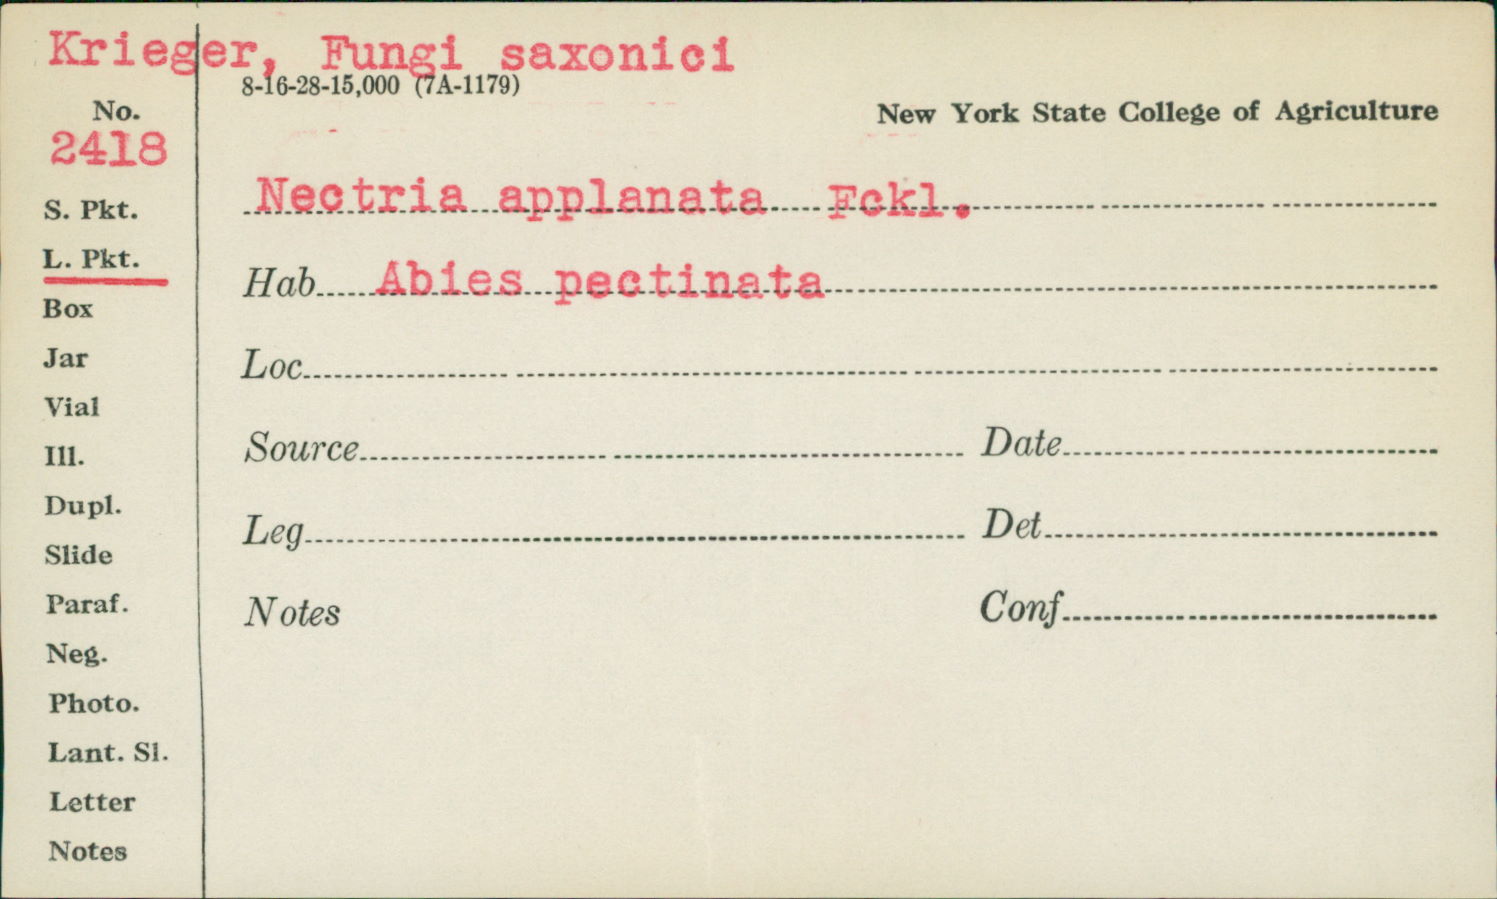 Krieger, Fungi saxonici
8-16-28-15,000 (7A-1179)
No.
New York State College of Agriculture
2418
Nectria applanata Fckl.
S. Pkt.
L. Pkt.
Hab Abies pectinata
Box
Jar
Loc
Vial
Ill.
Source Date
Dupl.
Slide
Leg Det
Paraf.
Notes Conf
Neg.
Photo.
Lant. Sl.
Letter
Notes